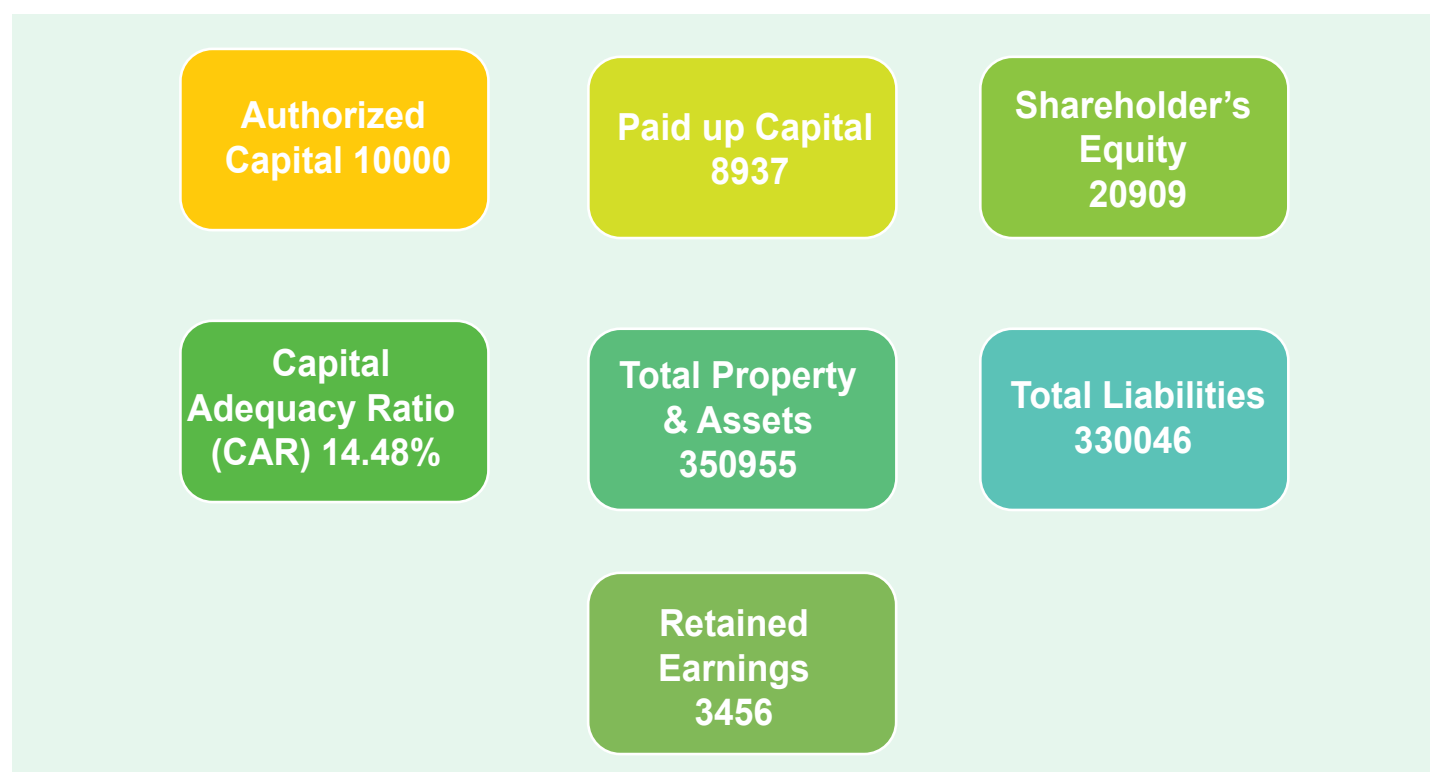 Authorized
Capital 10000
Paid up Capital
8937
Shareholder’s
Equity
20909
Capital
Adequacy Ratio
(CAR) 14.48%
Total Property
& Assets
350955
Total Liabilities
330046
Retained
Earnings
3456